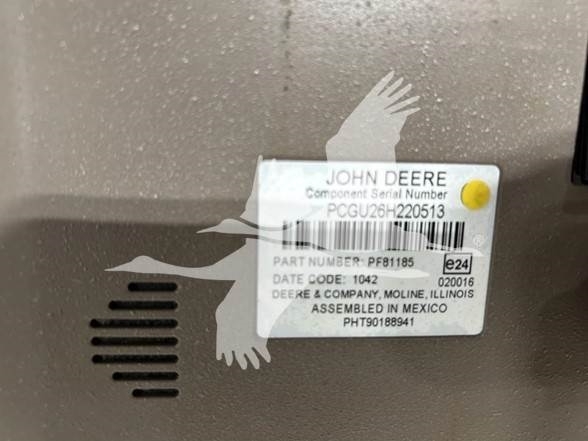 JOHN DEERE
Component Serial Number
PCGU26H220513
PART NUMBER: PF81185
e24
DATE CODE: 1042
020016
DEERE & COMPANY, MOLINE, ILLINOIS
ASSEMBLED IN MEXICO
PHT90188941
®